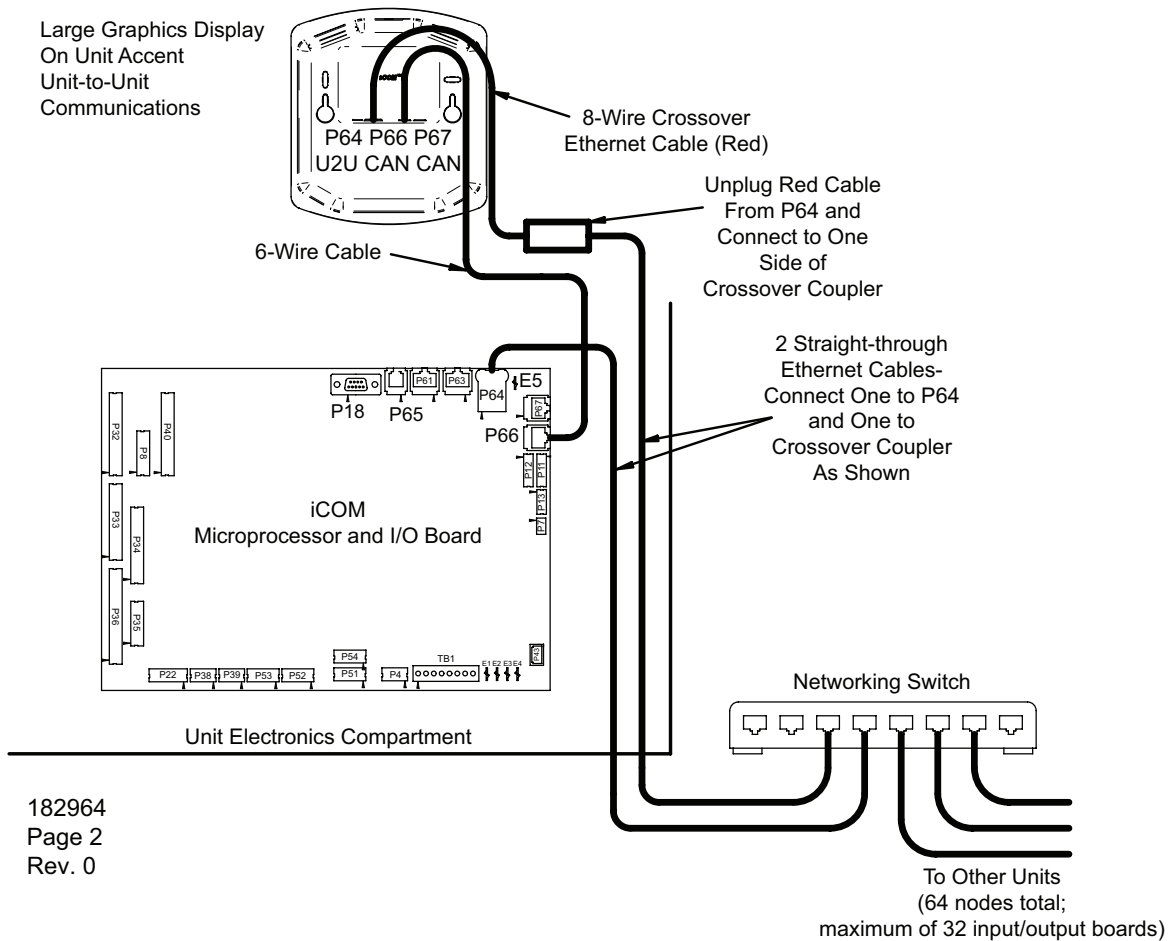 Large Graphics Display
On Unit Accent
Unit-to-Unit
Communications
iCOM™
P64 P66 P67
U2U CAN CAN
8-Wire Crossover
Ethernet Cable (Red)
Unplug Red Cable
From P64 and
Connect to One
Side of
Crossover Coupler
6-Wire Cable
2 Straight-through
Ethernet Cables-
Connect One to P64
and One to
Crossover Coupler
As Shown
P18
P65
P61
P63
P64
E5
P67
P66
P32
P8
P40
P12
P11
P13
P7
P33
P34
P36
P35
iCOM
Microprocessor and I/O Board
P43
P54
P51
TB1
E1 E2 E3 E4
P22
P38
P39
P53
P52
P4
Unit Electronics Compartment
Networking Switch
182964
Page 2
Rev. 0
To Other Units
(64 nodes total;
maximum of 32 input/output boards)